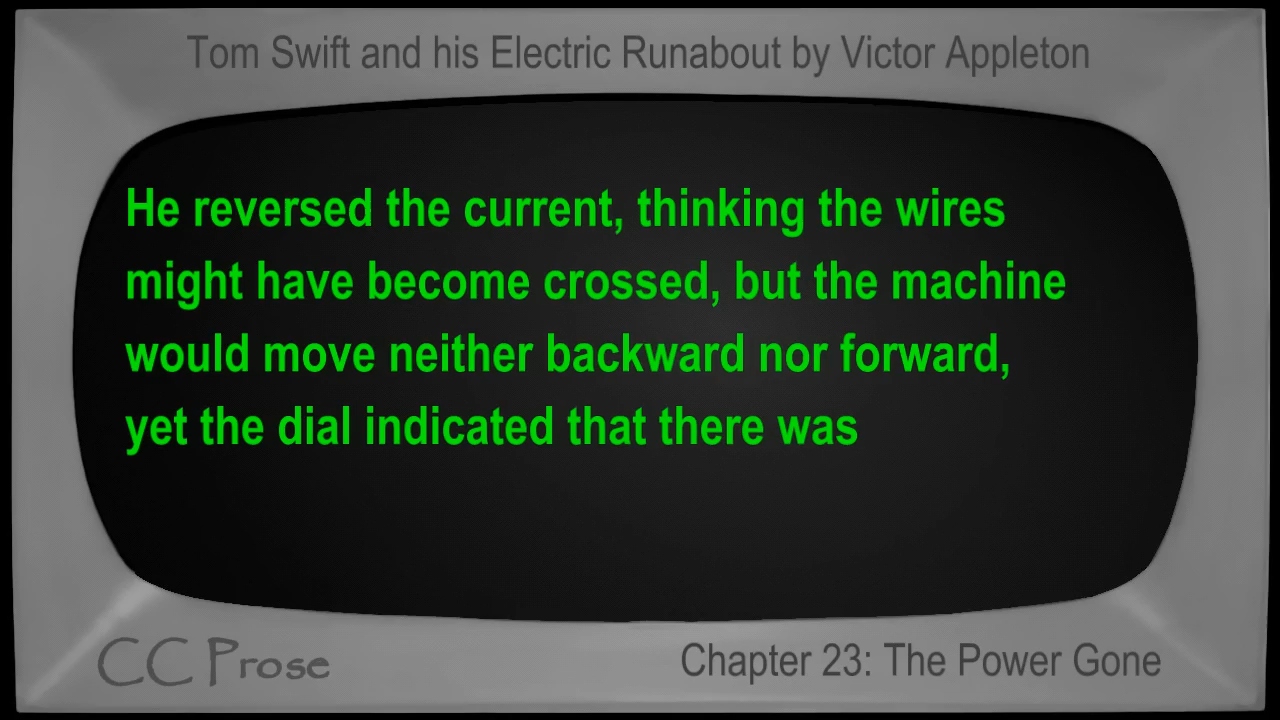 Tom Swift and his Electric Runabout by Victor Appleton
He reversed the current, thinking the wires
might have become crossed, but the machine
would move neither backward nor forward,
yet the dial indicated that there was
CC Prose
Chapter 23: The Power Gone